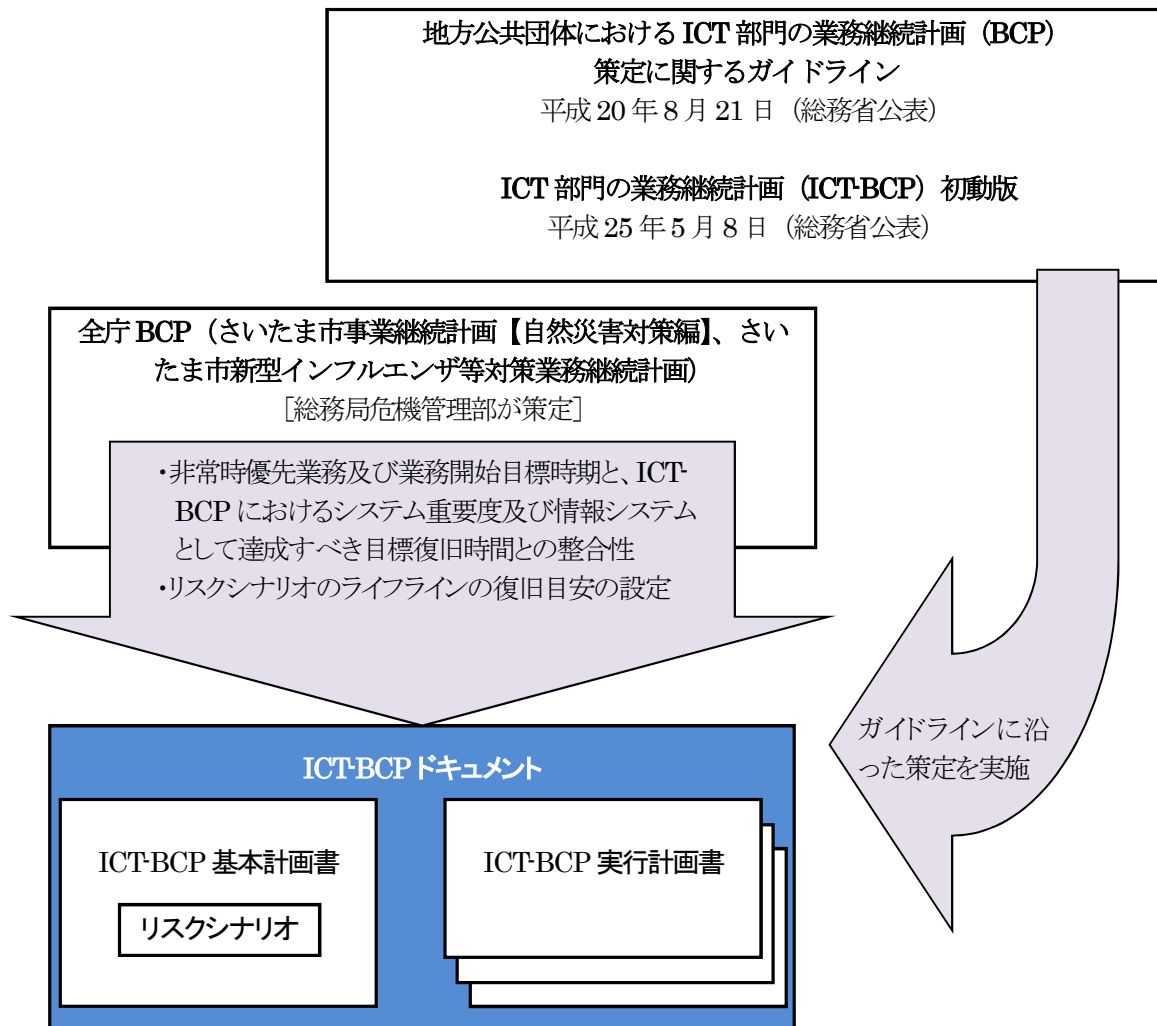 地方公共団体における ICT 部門の業務継続計画（BCP）
策定に関するガイドライン
平成 20 年 8 月 21 日（総務省公表）
ICT 部門の業務継続計画（ICT-BCP）初動版
平成 25 年 5 月 8 日（総務省公表）
全庁 BCP（さいたま市事業継続計画【自然災害対策編】、さい
たま市新型インフルエンザ等対策業務継続計画）
［総務局危機管理部が策定］
・非常時優先業務及び業務開始目標時期と、ICT-
BCP におけるシステム重要度及び情報システム
として達成すべき目標復旧時間との整合性
・リスクシナリオのライフラインの復旧目安の設定
ガイドラインに沿
った策定を実施
ICT-BCP ドキュメント
ICT-BCP 基本計画書
リスクシナリオ
ICT-BCP 実行計画書